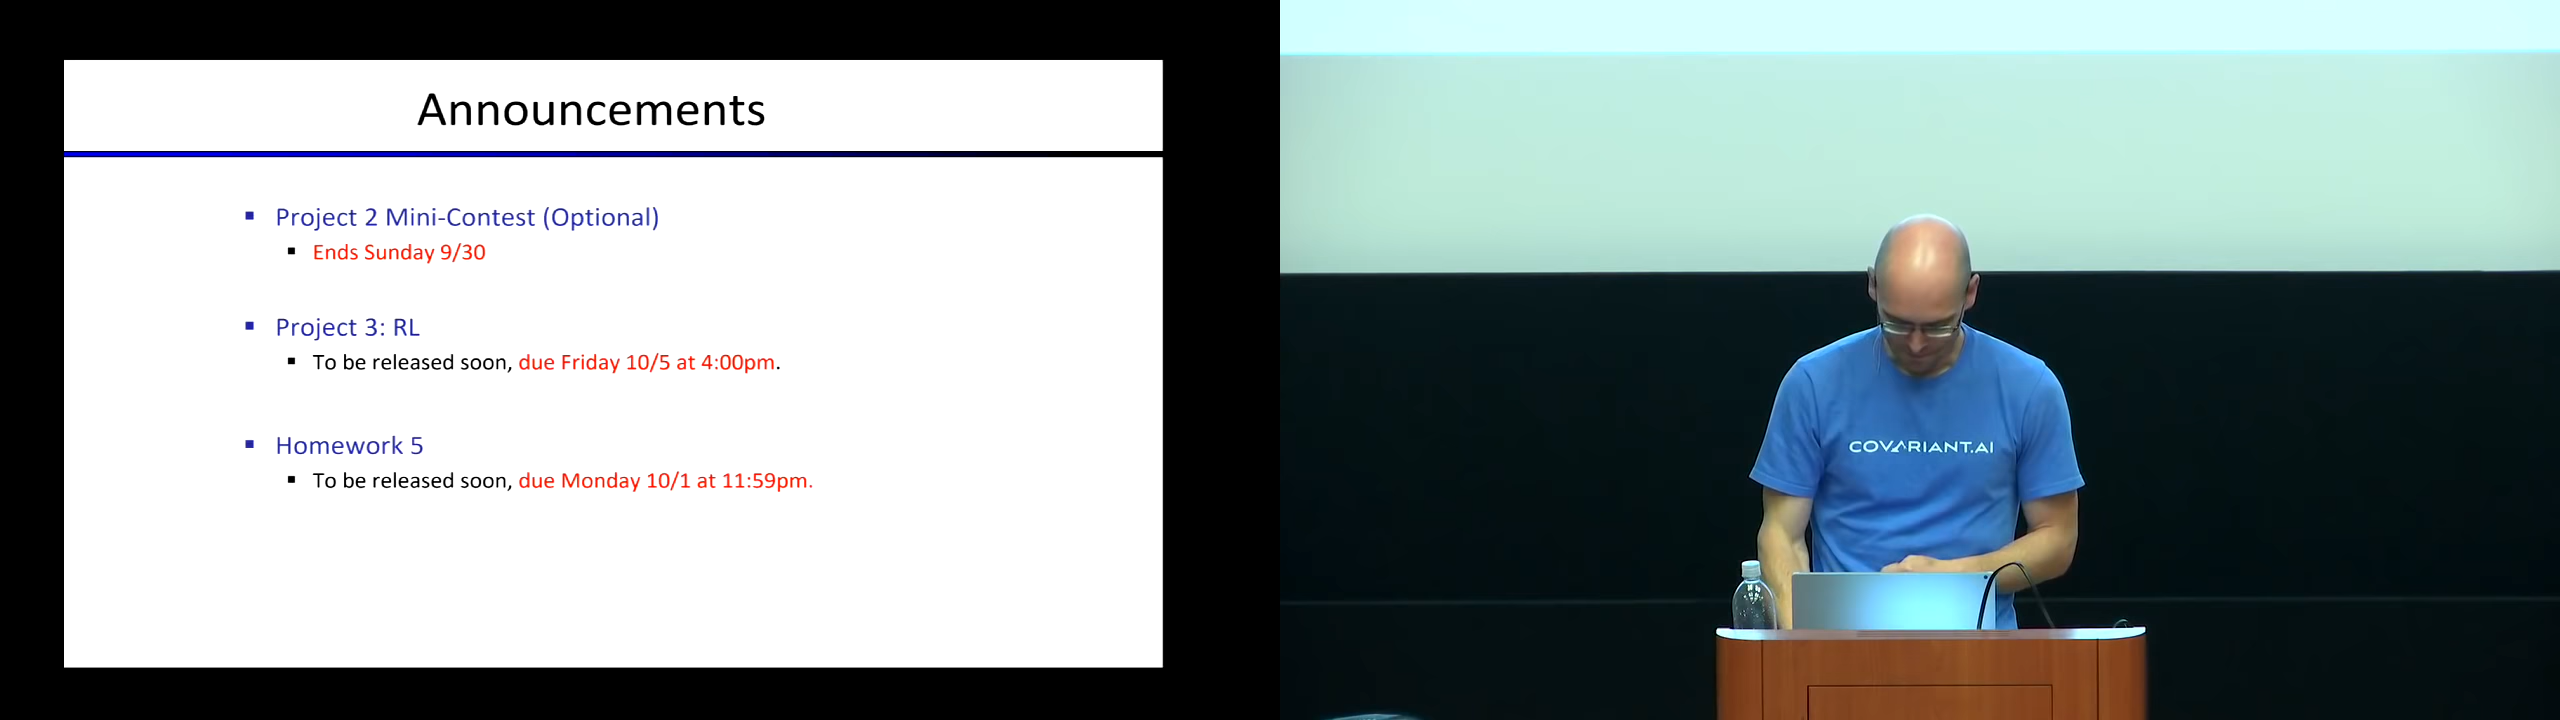 Announcements
Project 2 Mini-Contest (Optional)
Ends Sunday 9/30
Project 3: RL
To be released soon, due Friday 10/5 at 4:00pm.
Homework 5
To be released soon, due Monday 10/1 at 11:59pm.
COVARIANT.AI